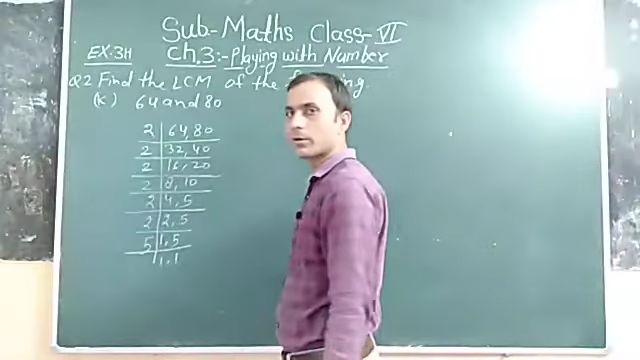 Sub-Maths Class-VI
EX:3H Ch.3:-Playing with Number
Q2 Find the LCM of the following.
(K) 64 and 80
2 | 64, 80
2 | 32, 40
2 | 16, 20
2 | 8, 10
2 | 4, 5
2 | 2, 5
5 | 1, 5
1, 1